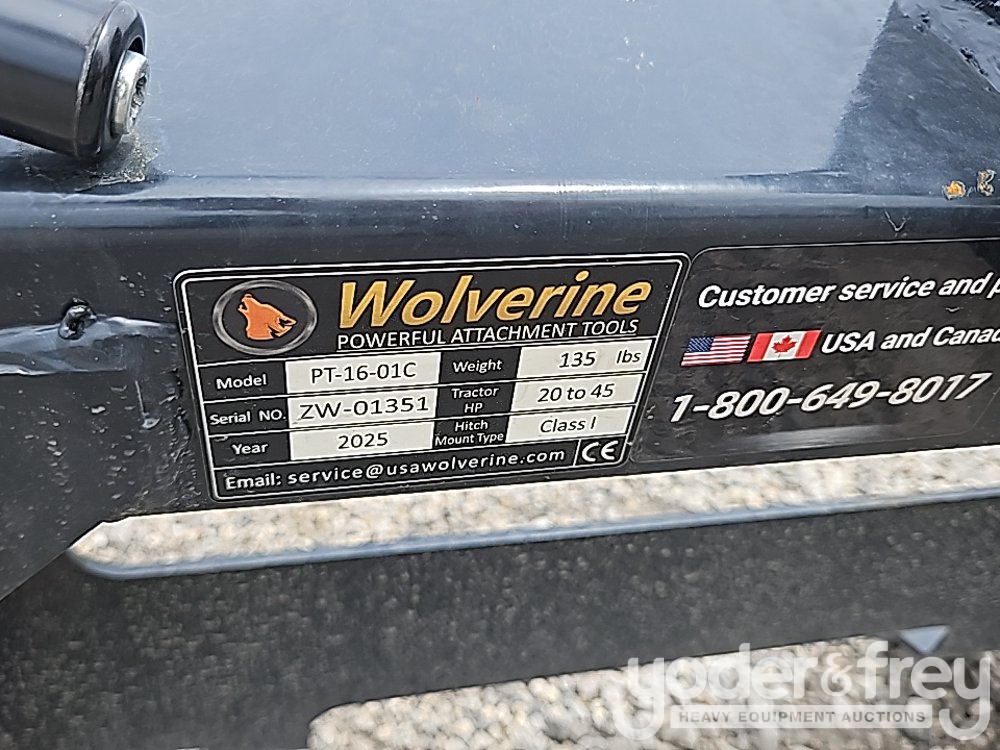 Wolverine
POWERFUL ATTACHMENT TOOLS
Model PT-16-01C Weight 135 lbs
Serial NO. ZW-01351 Tractor HP 20 to 45
Year 2025 Hitch Mount Type Class I
Email: service@usawolverine.com CE
Customer service and
USA and Canada
1-800-649-8017
yoder&frey
HEAVY EQUIPMENT AUCTIONS